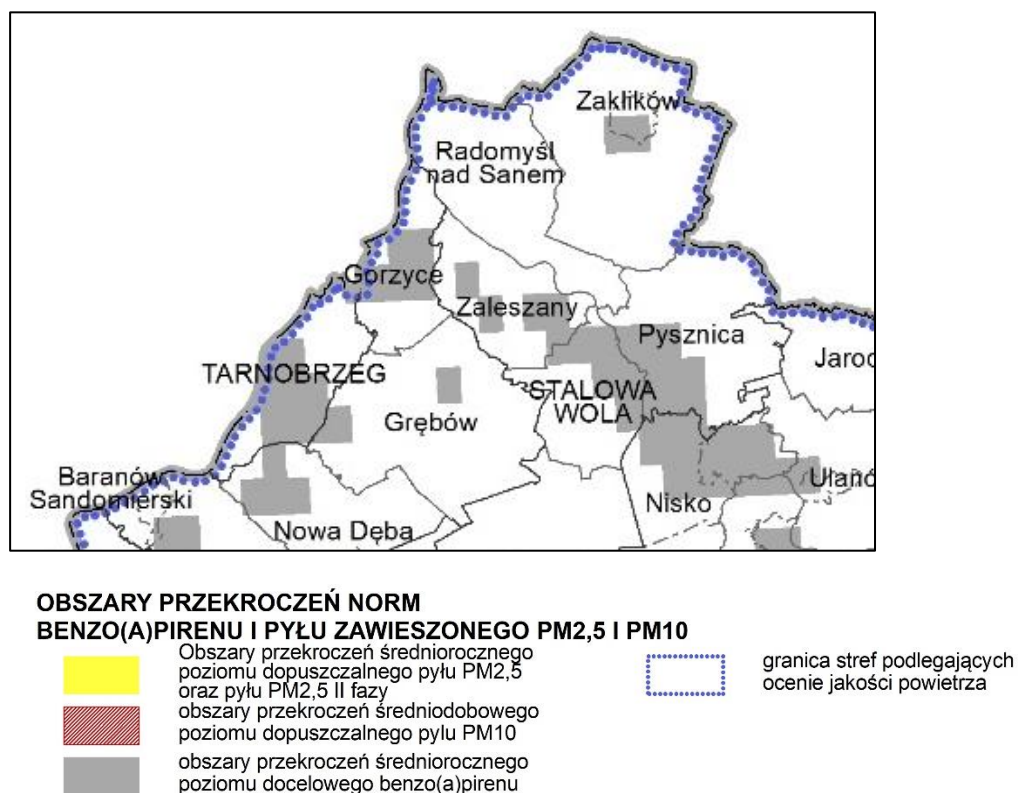 Zaklików
Radomyśl
nad Sanem
Gorzyce
Zaleszany
Pysznica
TARNOBRZEG
Jaroc
STALOWA
WOLA
Grębów
Baranów
Sandomierski
Ulanó
Nisko
Nowa Dęba
OBSZARY PRZEKROCZEŃ NORM
BENZO(A)PIRENU I PYŁU ZAWIESZONEGO PM2,5 I PM10
Obszary przekroczeń średniorocznego
poziomu dopuszczalnego pyłu PM2,5
oraz pyłu PM2,5 II fazy
obszary przekroczeń średniodobowego
poziomu dopuszczalnego pylu PM10
obszary przekroczeń średniorocznego
poziomu docelowego benzo(a)pirenu
granica stref podlegających
ocenie jakości powietrza